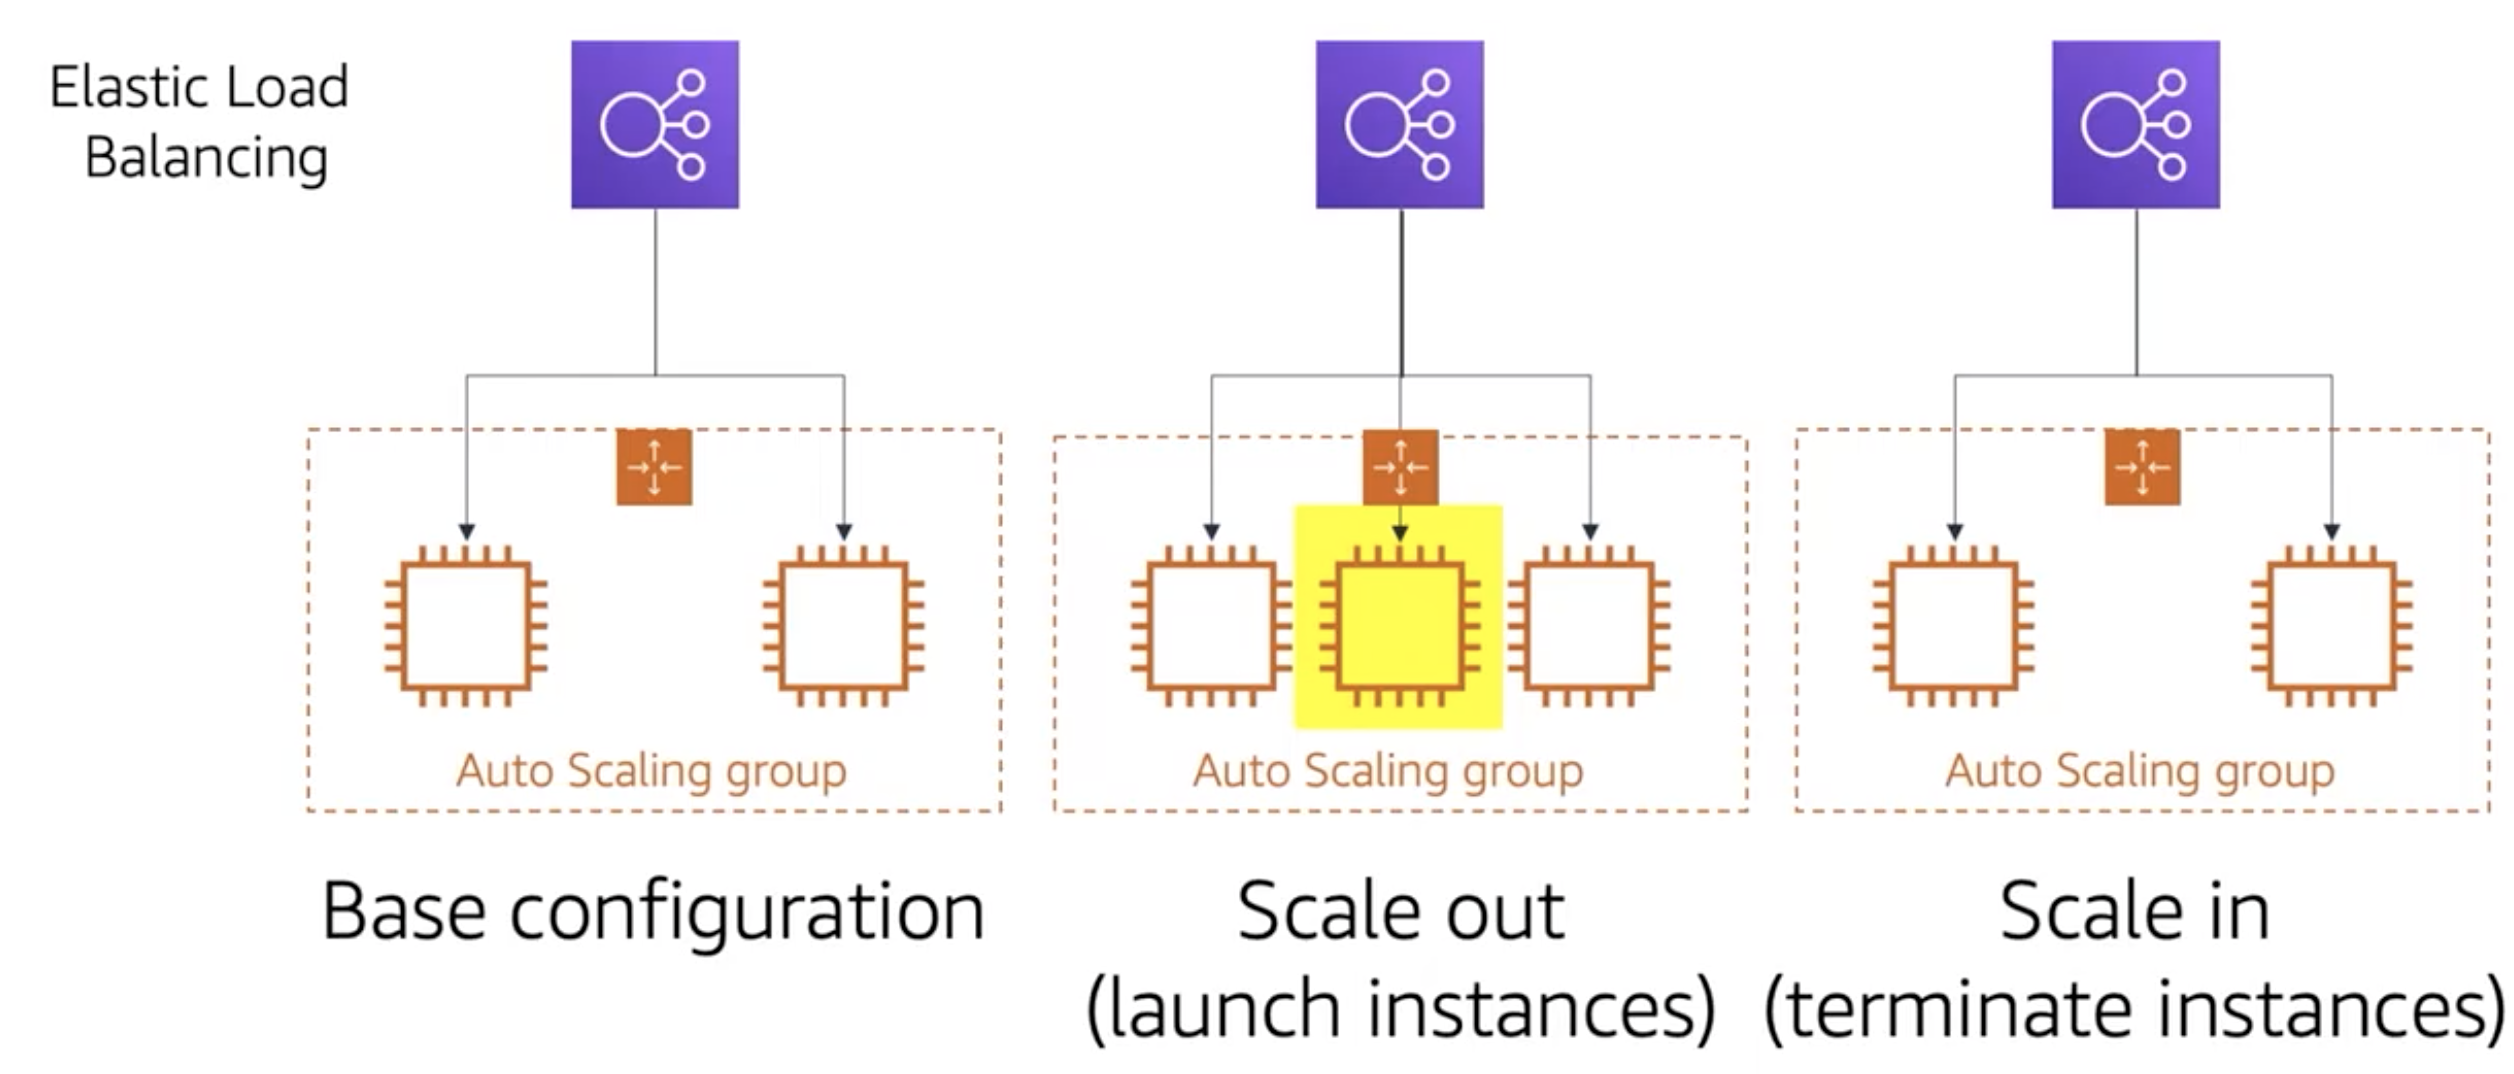 Elastic Load
Balancing
Auto Scaling group
Auto Scaling group
Auto Scaling group
Base configuration
Scale out
(launch instances)
Scale in
(terminate instances)